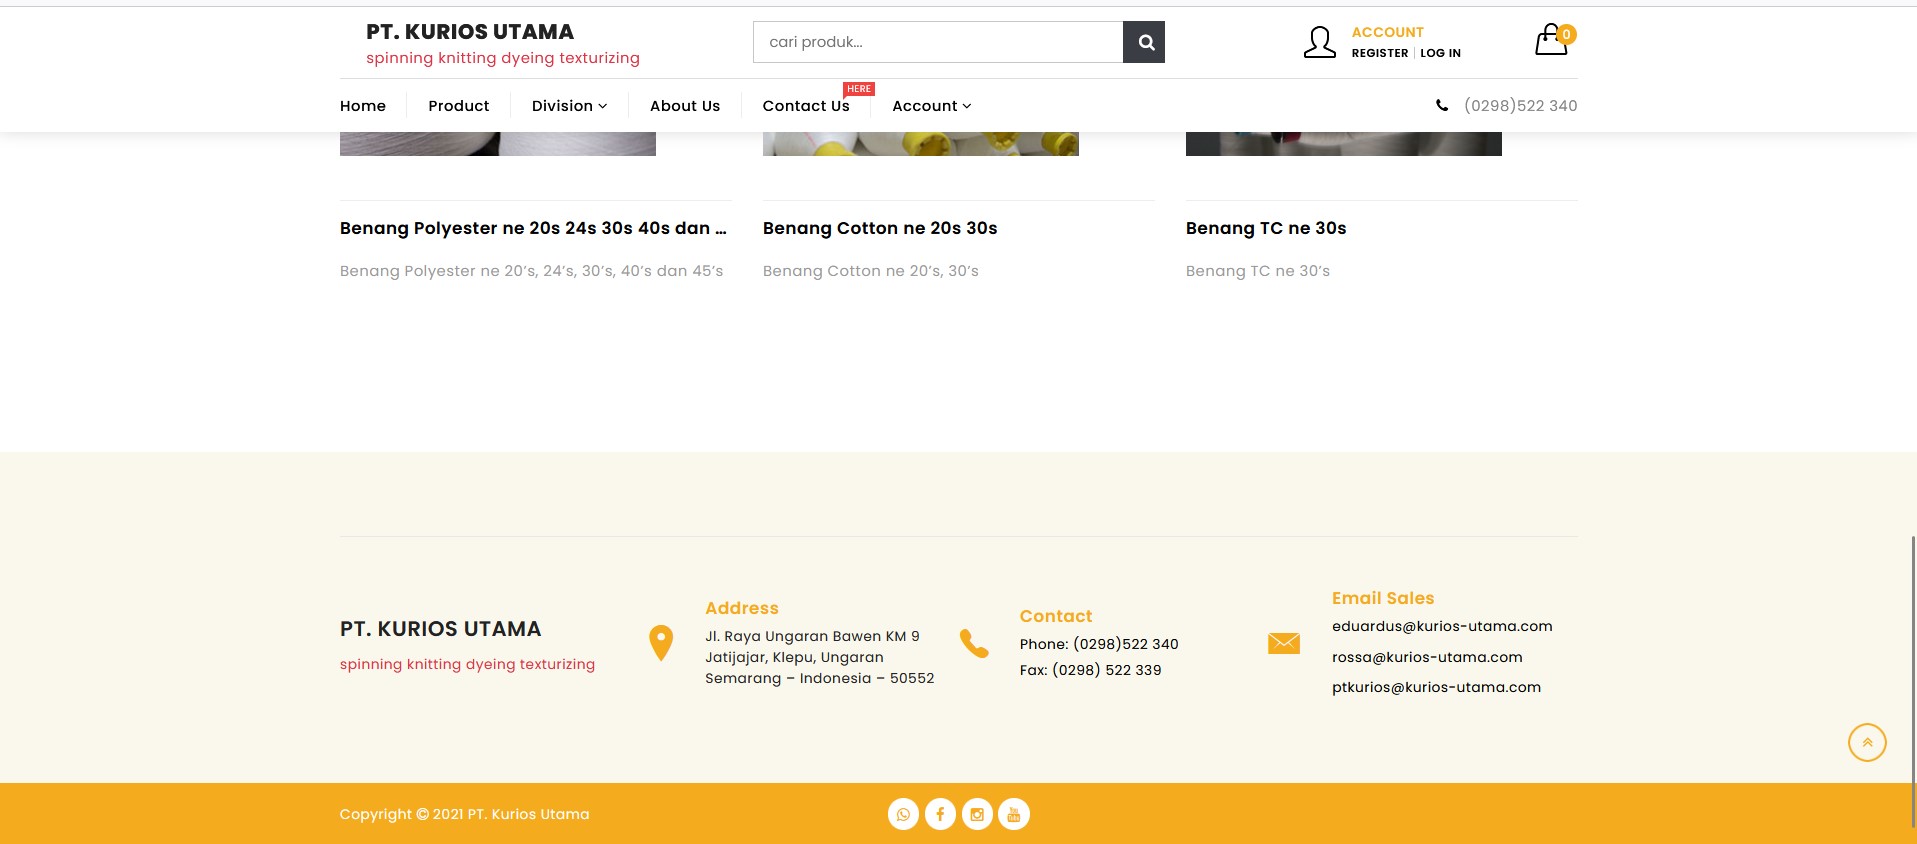 PT. KURIOS UTAMA
spinning knitting dyeing texturizing
cari produk...
ACCOUNT
REGISTER | LOG IN
0
HERE
Home
Product
Division
About Us
Contact Us
Account
(0298)522 340
Benang Polyester ne 20s 24s 30s 40s dan ...
Benang Cotton ne 20s 30s
Benang TC ne 30s
Benang Polyester ne 20's, 24's, 30's, 40's dan 45's
Benang Cotton ne 20's, 30's
Benang TC ne 30's
PT. KURIOS UTAMA
spinning knitting dyeing texturizing
Address
Jl. Raya Ungaran Bawen KM 9
Jatijajar, Klepu, Ungaran
Semarang – Indonesia – 50552
Contact
Phone: (0298)522 340
Fax: (0298) 522 339
Email Sales
eduardus@kurios-utama.com
rossa@kurios-utama.com
ptkurios@kurios-utama.com
Copyright © 2021 PT. Kurios Utama
You Tube